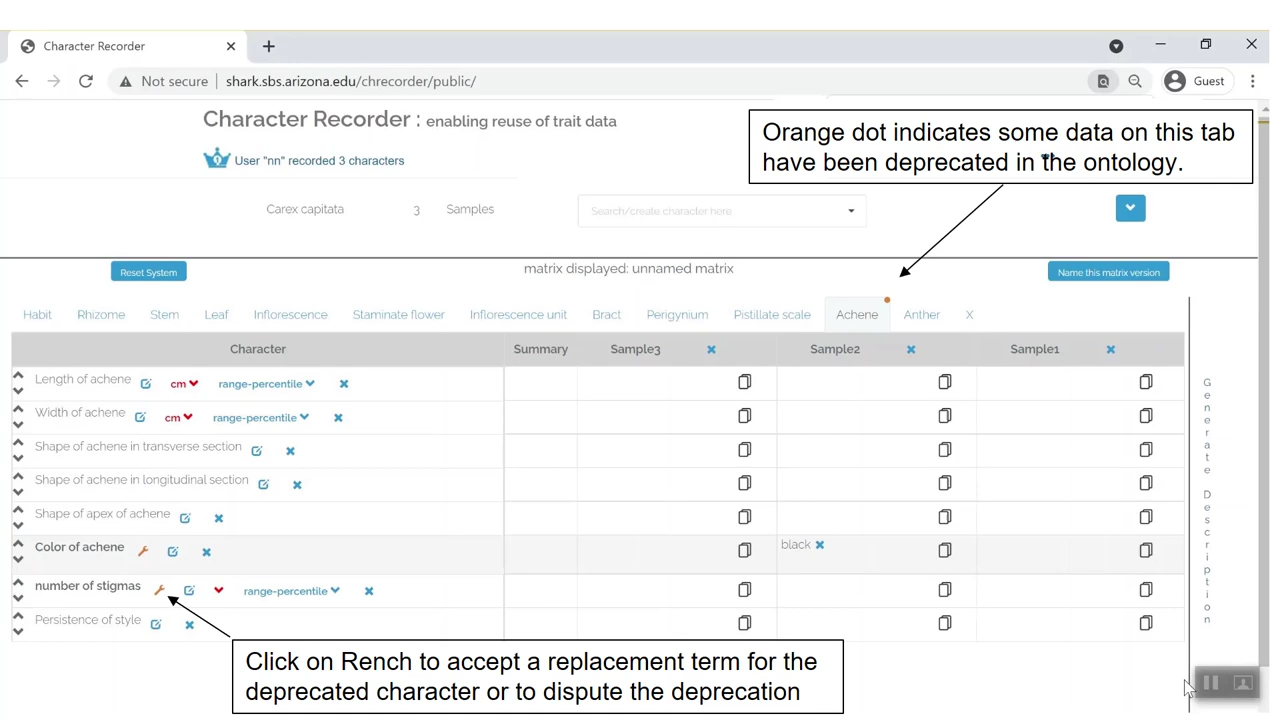 Character Recorder
Not secure shark.sbs.arizona.edu/chrecorder/public/
Guest
Character Recorder : enabling reuse of trait data
User "nn" recorded 3 characters
Orange dot indicates some data on this tab
have been deprecated in the ontology.
Carex capitata 3 Samples Search/create character here
Reset System matrix displayed: unnamed matrix Name this matrix version
Habit Rhizome Stem Leaf Inflorescence Staminate flower Inflorescence unit Bract Perigynium Pistillate scale Achene Anther X
Character Summary Sample3 Sample2 Sample1
Length of achene cm range-percentile
Width of achene cm range-percentile
Shape of achene in transverse section
Shape of achene in longitudinal section
Shape of apex of achene
Color of achene black
number of stigmas range-percentile
Persistence of style
Generate Description
Click on Rench to accept a replacement term for the
deprecated character or to dispute the deprecation